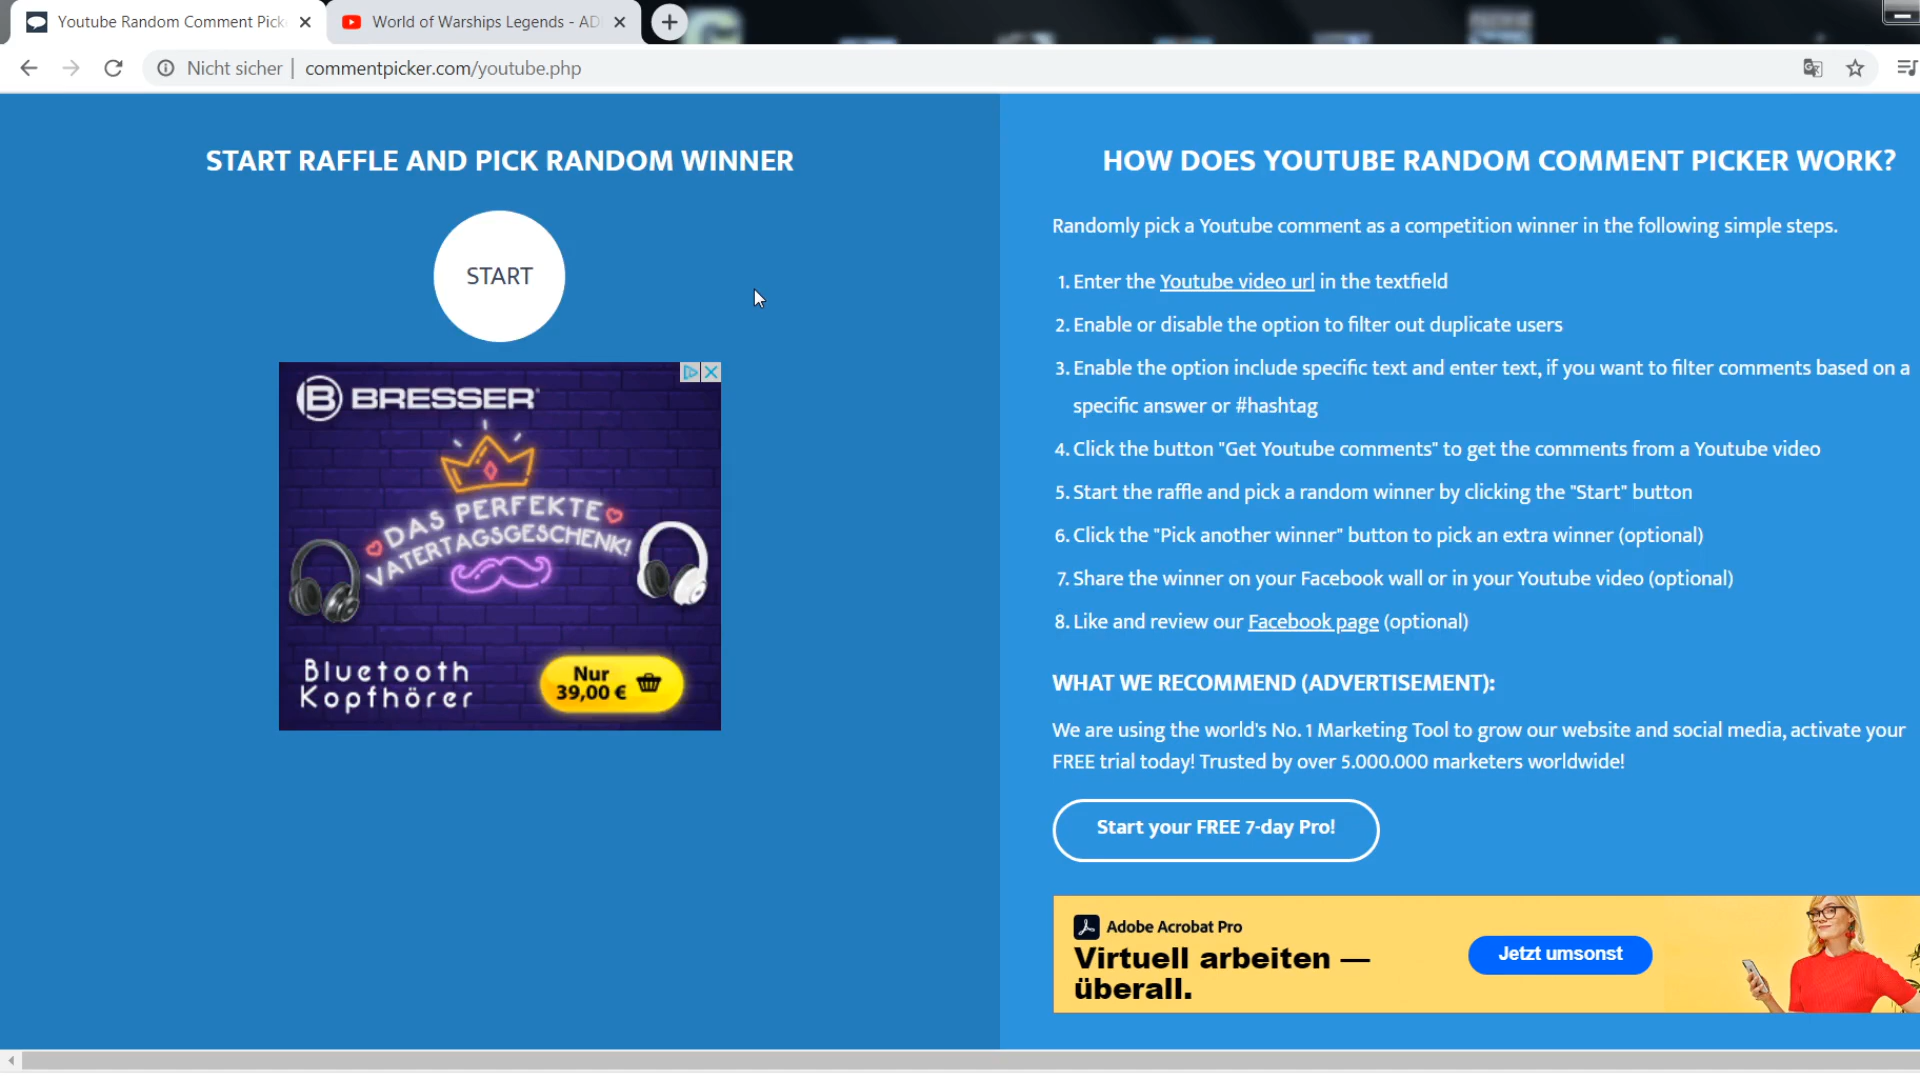 Youtube Random Comment Pick
World of Warships Legends - AD
Nicht sicher | commentpicker.com/youtube.php
START RAFFLE AND PICK RANDOM WINNER
START
BRESSER
DAS PERFEKTE
VATERTAGSGESCHENK!
Bluetooth
Kopfhörer
Nur
39,00 €
HOW DOES YOUTUBE RANDOM COMMENT PICKER WORK?
Randomly pick a Youtube comment as a competition winner in the following simple steps.
1. Enter the Youtube video url in the textfield
2. Enable or disable the option to filter out duplicate users
3. Enable the option include specific text and enter text, if you want to filter comments based on a
specific answer or #hashtag
4. Click the button "Get Youtube comments" to get the comments from a Youtube video
5. Start the raffle and pick a random winner by clicking the "Start" button
6. Click the "Pick another winner" button to pick an extra winner (optional)
7. Share the winner on your Facebook wall or in your Youtube video (optional)
8. Like and review our Facebook page (optional)
WHAT WE RECOMMEND (ADVERTISEMENT):
We are using the world's No. 1 Marketing Tool to grow our website and social media, activate your
FREE trial today! Trusted by over 5.000.000 marketers worldwide!
Start your FREE 7-day Pro!
Adobe Acrobat Pro
Virtuell arbeiten —
überall.
Jetzt umsonst